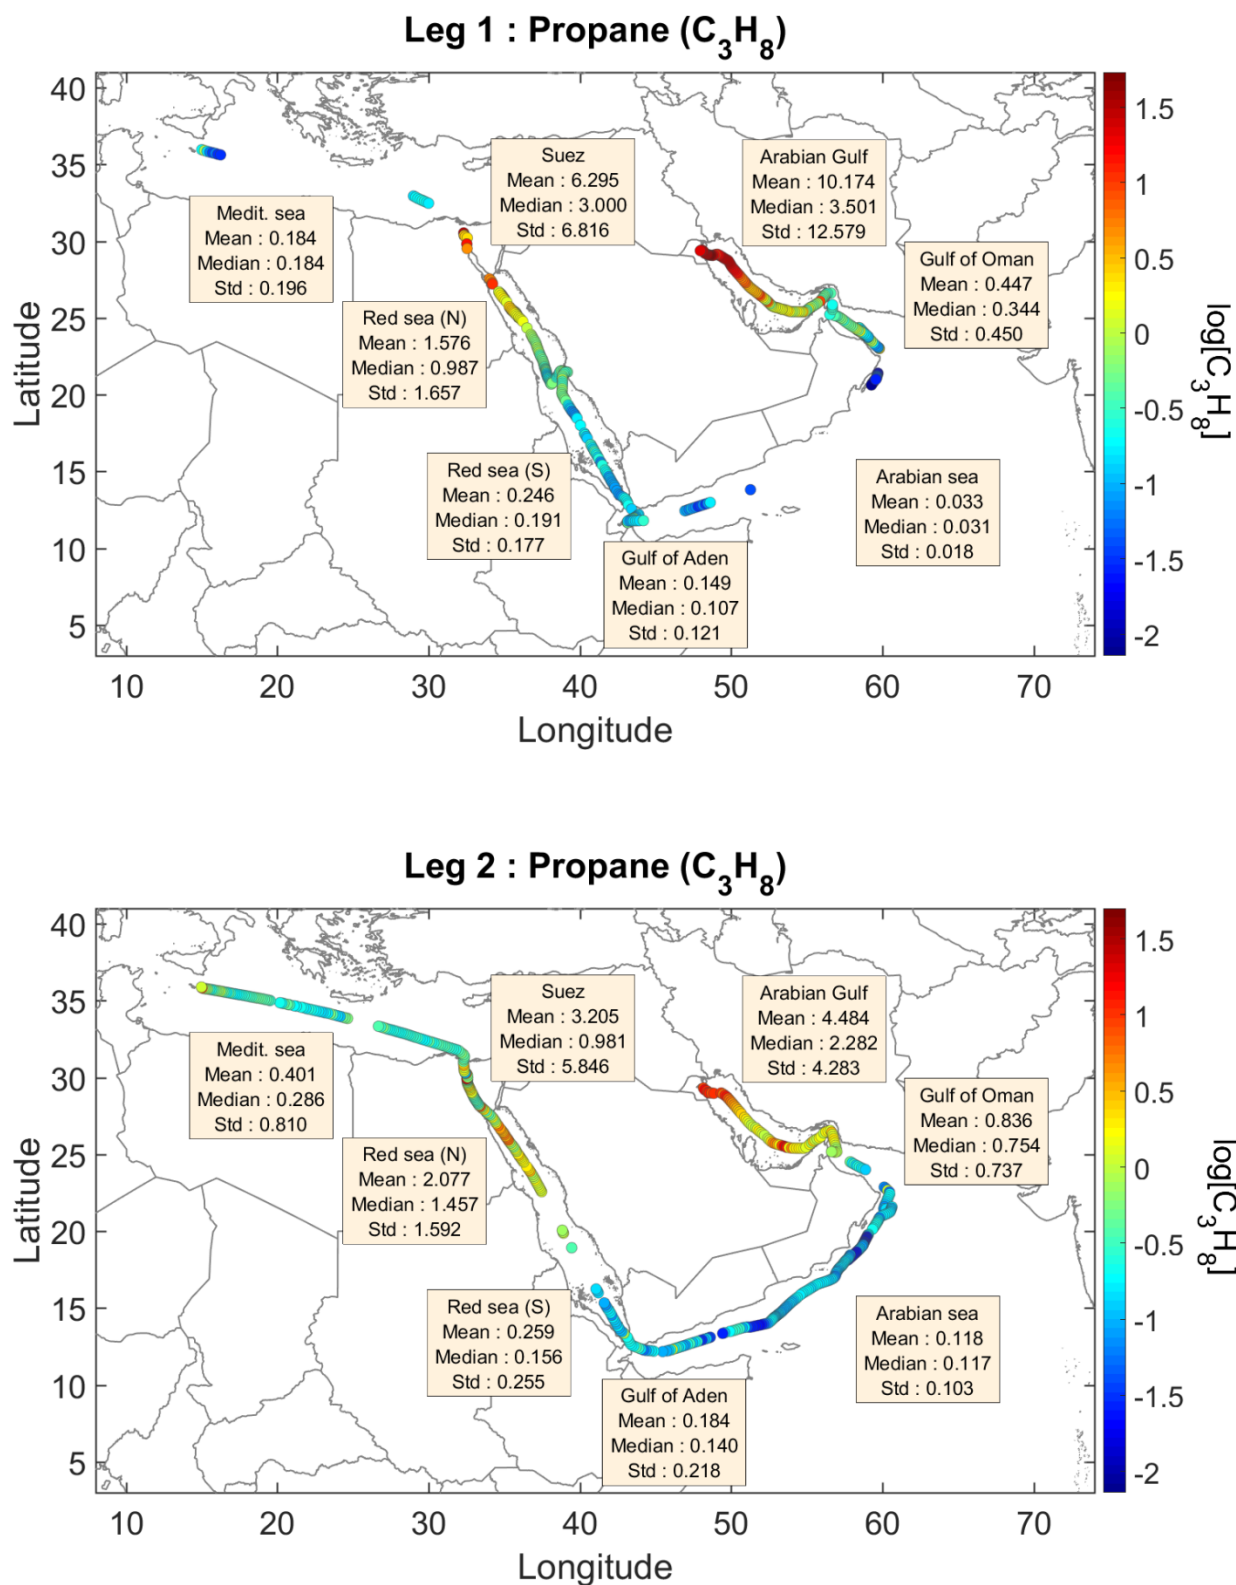 Leg 1 : Propane (C₃H₈)
40
35
30
25
20
15
10
5
Latitude
10
20
30
40
50
60
70
Longitude
Medit. sea
Mean : 0.184
Median : 0.184
Std : 0.196
Suez
Mean : 6.295
Median : 3.000
Std : 6.816
Arabian Gulf
Mean : 10.174
Median : 3.501
Std : 12.579
Gulf of Oman
Mean : 0.447
Median : 0.344
Std : 0.450
Red sea (N)
Mean : 1.576
Median : 0.987
Std : 1.657
Red sea (S)
Mean : 0.246
Median : 0.191
Std : 0.177
Arabian sea
Mean : 0.033
Median : 0.031
Std : 0.018
Gulf of Aden
Mean : 0.149
Median : 0.107
Std : 0.121
1.5
1
0.5
0
-0.5
-1
-1.5
-2
log[C₃H₈]
Leg 2 : Propane (C₃H₈)
40
35
30
25
20
15
10
5
Latitude
10
20
30
40
50
60
70
Longitude
Suez
Mean : 3.205
Median : 0.981
Std : 5.846
Arabian Gulf
Mean : 4.484
Median : 2.282
Std : 4.283
Medit. sea
Mean : 0.401
Median : 0.286
Std : 0.810
Gulf of Oman
Mean : 0.836
Median : 0.754
Std : 0.737
Red sea (N)
Mean : 2.077
Median : 1.457
Std : 1.592
Red sea (S)
Mean : 0.259
Median : 0.156
Std : 0.255
Arabian sea
Mean : 0.118
Median : 0.117
Std : 0.103
Gulf of Aden
Mean : 0.184
Median : 0.140
Std : 0.218
1.5
1
0.5
0
-0.5
-1
-1.5
-2
log[C₃H₈]